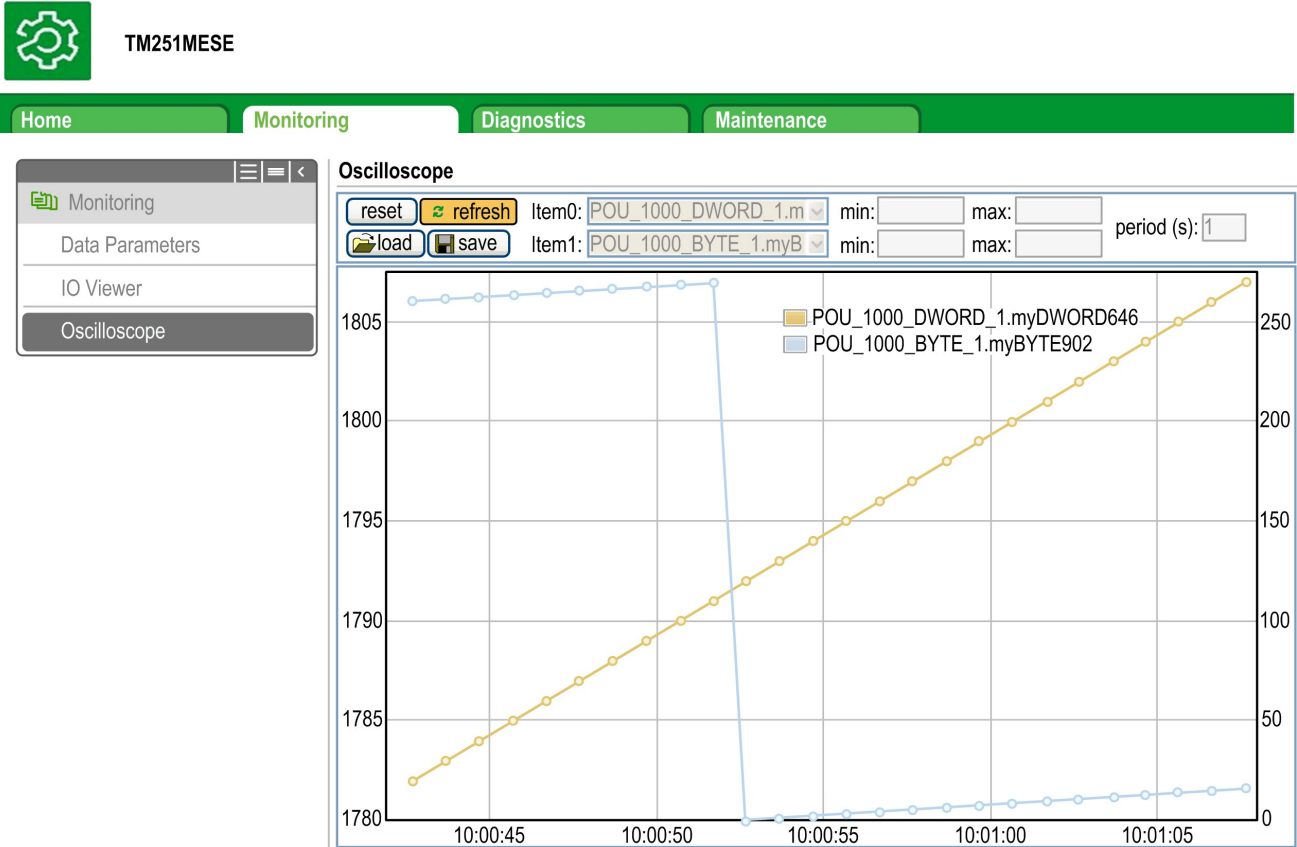 TM251MESE
Home Monitoring Diagnostics Maintenance
Monitoring
Data Parameters
IO Viewer
Oscilloscope
Oscilloscope
reset refresh Item0: POU_1000_DWORD_1.m min: max:
load save Item1: POU_1000_BYTE_1.myB min: max:
period (s): 1
POU_1000_DWORD_1.myDWORD646
POU_1000_BYTE_1.myBYTE902
1805 250
1800 200
1795 150
1790 100
1785 50
1780 0
10:00:45 10:00:50 10:00:55 10:01:00 10:01:05